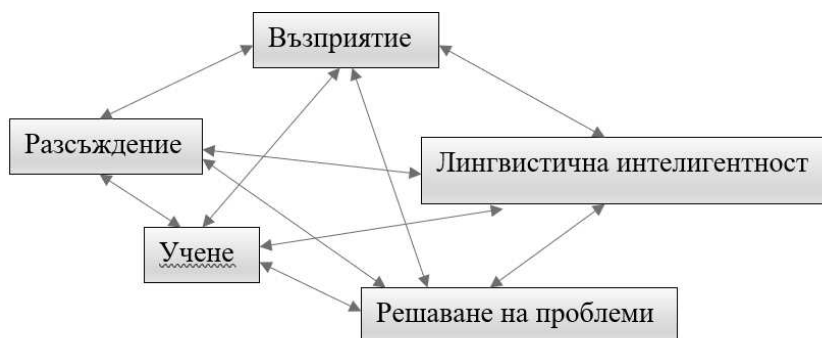 Възприятие
Разсъждение
Лингвистична интелигентност
Учене
Решаване на проблеми